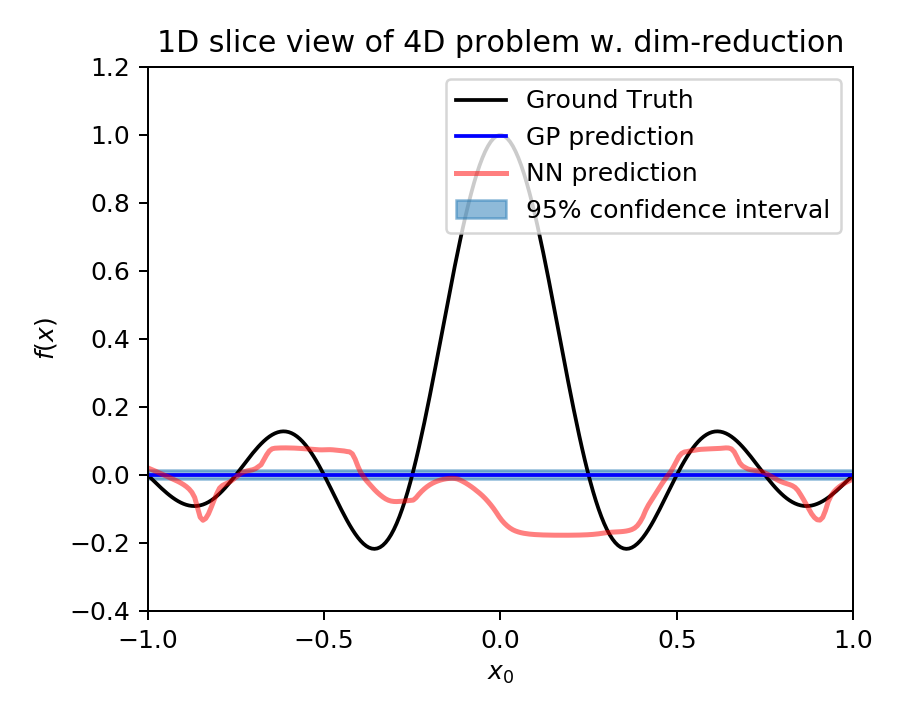 1D slice view of 4D problem w. dim-reduction
Ground Truth
GP prediction
NN prediction
95% confidence interval
1.2
1.0
0.8
0.6
0.4
0.2
0.0
−0.2
−0.4
f(x)
−1.0
−0.5
0.0
0.5
1.0
x₀